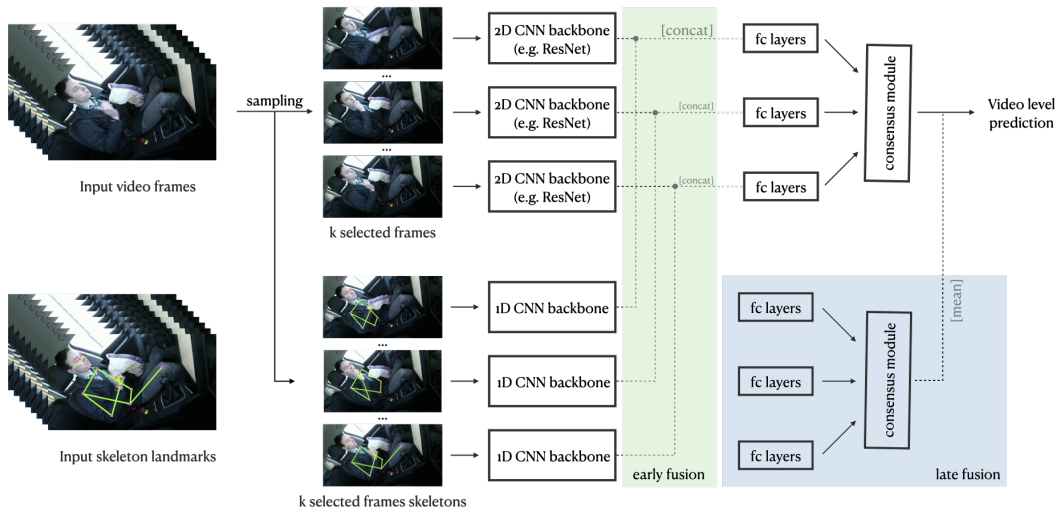 Input video frames
sampling
...
...
k selected frames
2D CNN backbone
(e.g. ResNet)
2D CNN backbone
(e.g. ResNet)
2D CNN backbone
(e.g. ResNet)
[concat]
[concat]
[concat]
fc layers
fc layers
fc layers
consensus module
Video level
prediction
Input skeleton landmarks
...
...
k selected frames skeletons
1D CNN backbone
1D CNN backbone
1D CNN backbone
early fusion
fc layers
fc layers
fc layers
consensus module
[mean]
late fusion